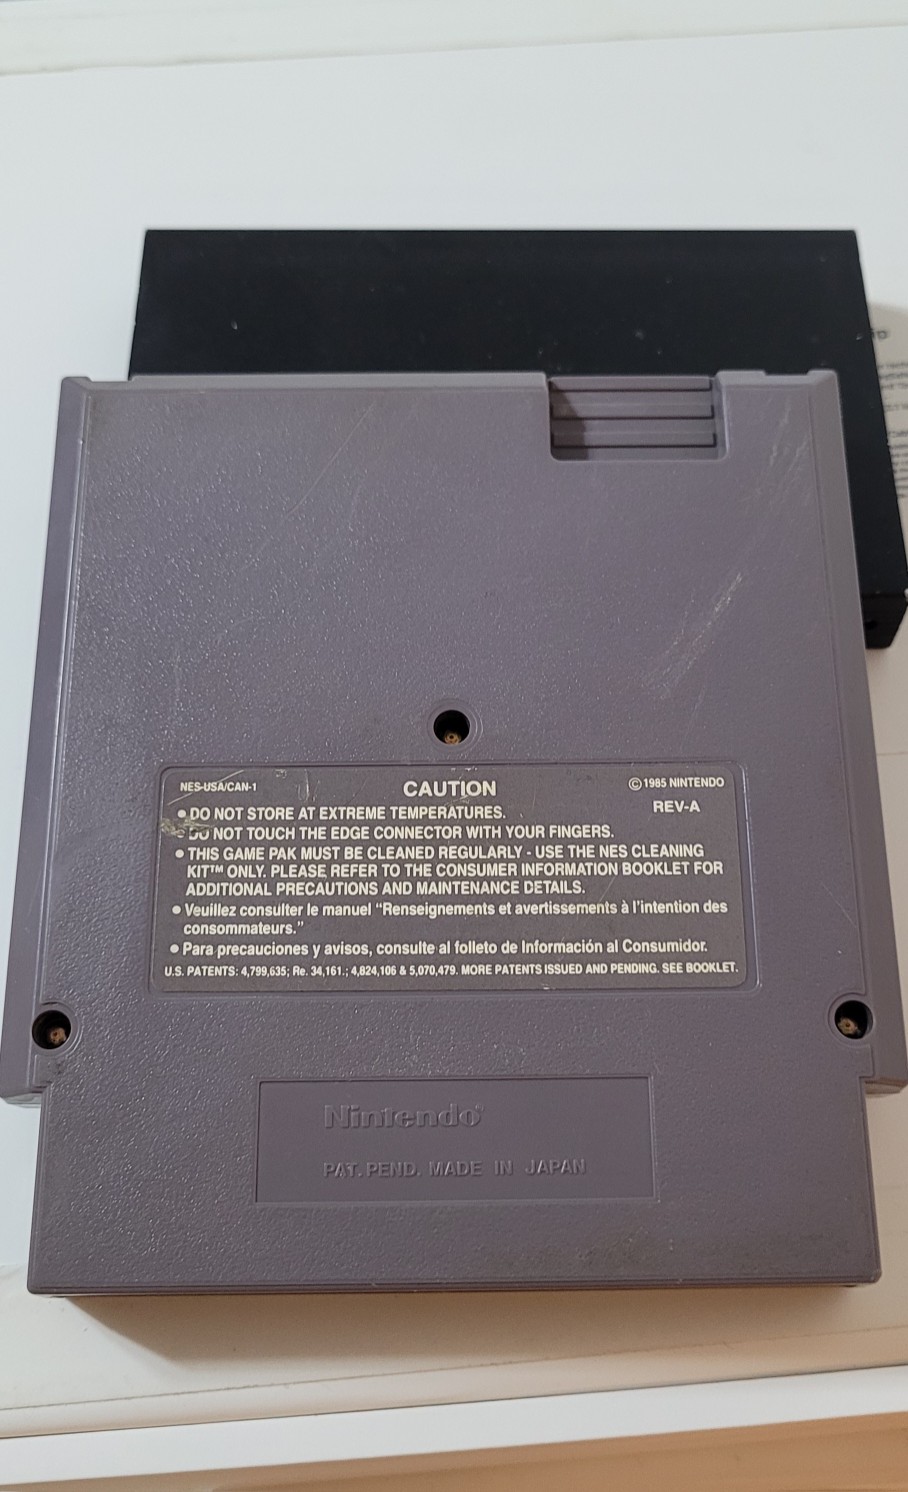 NES-USA/CAN-1 CAUTION © 1985 NINTENDO
REV-A
• DO NOT STORE AT EXTREME TEMPERATURES.
• DO NOT TOUCH THE EDGE CONNECTOR WITH YOUR FINGERS.
• THIS GAME PAK MUST BE CLEANED REGULARLY - USE THE NES CLEANING
KIT™ ONLY. PLEASE REFER TO THE CONSUMER INFORMATION BOOKLET FOR
ADDITIONAL PRECAUTIONS AND MAINTENANCE DETAILS.
• Veuillez consulter le manuel “Renseignements et avertissements à l’intention des
consommateurs.”
• Para precauciones y avisos, consulte al folleto de Información al Consumidor.
U.S. PATENTS: 4,799,635; Re. 34,161.; 4,824,106 & 5,070,479. MORE PATENTS ISSUED AND PENDING. SEE BOOKLET.
Nintendo®
PAT. PEND. MADE IN JAPAN